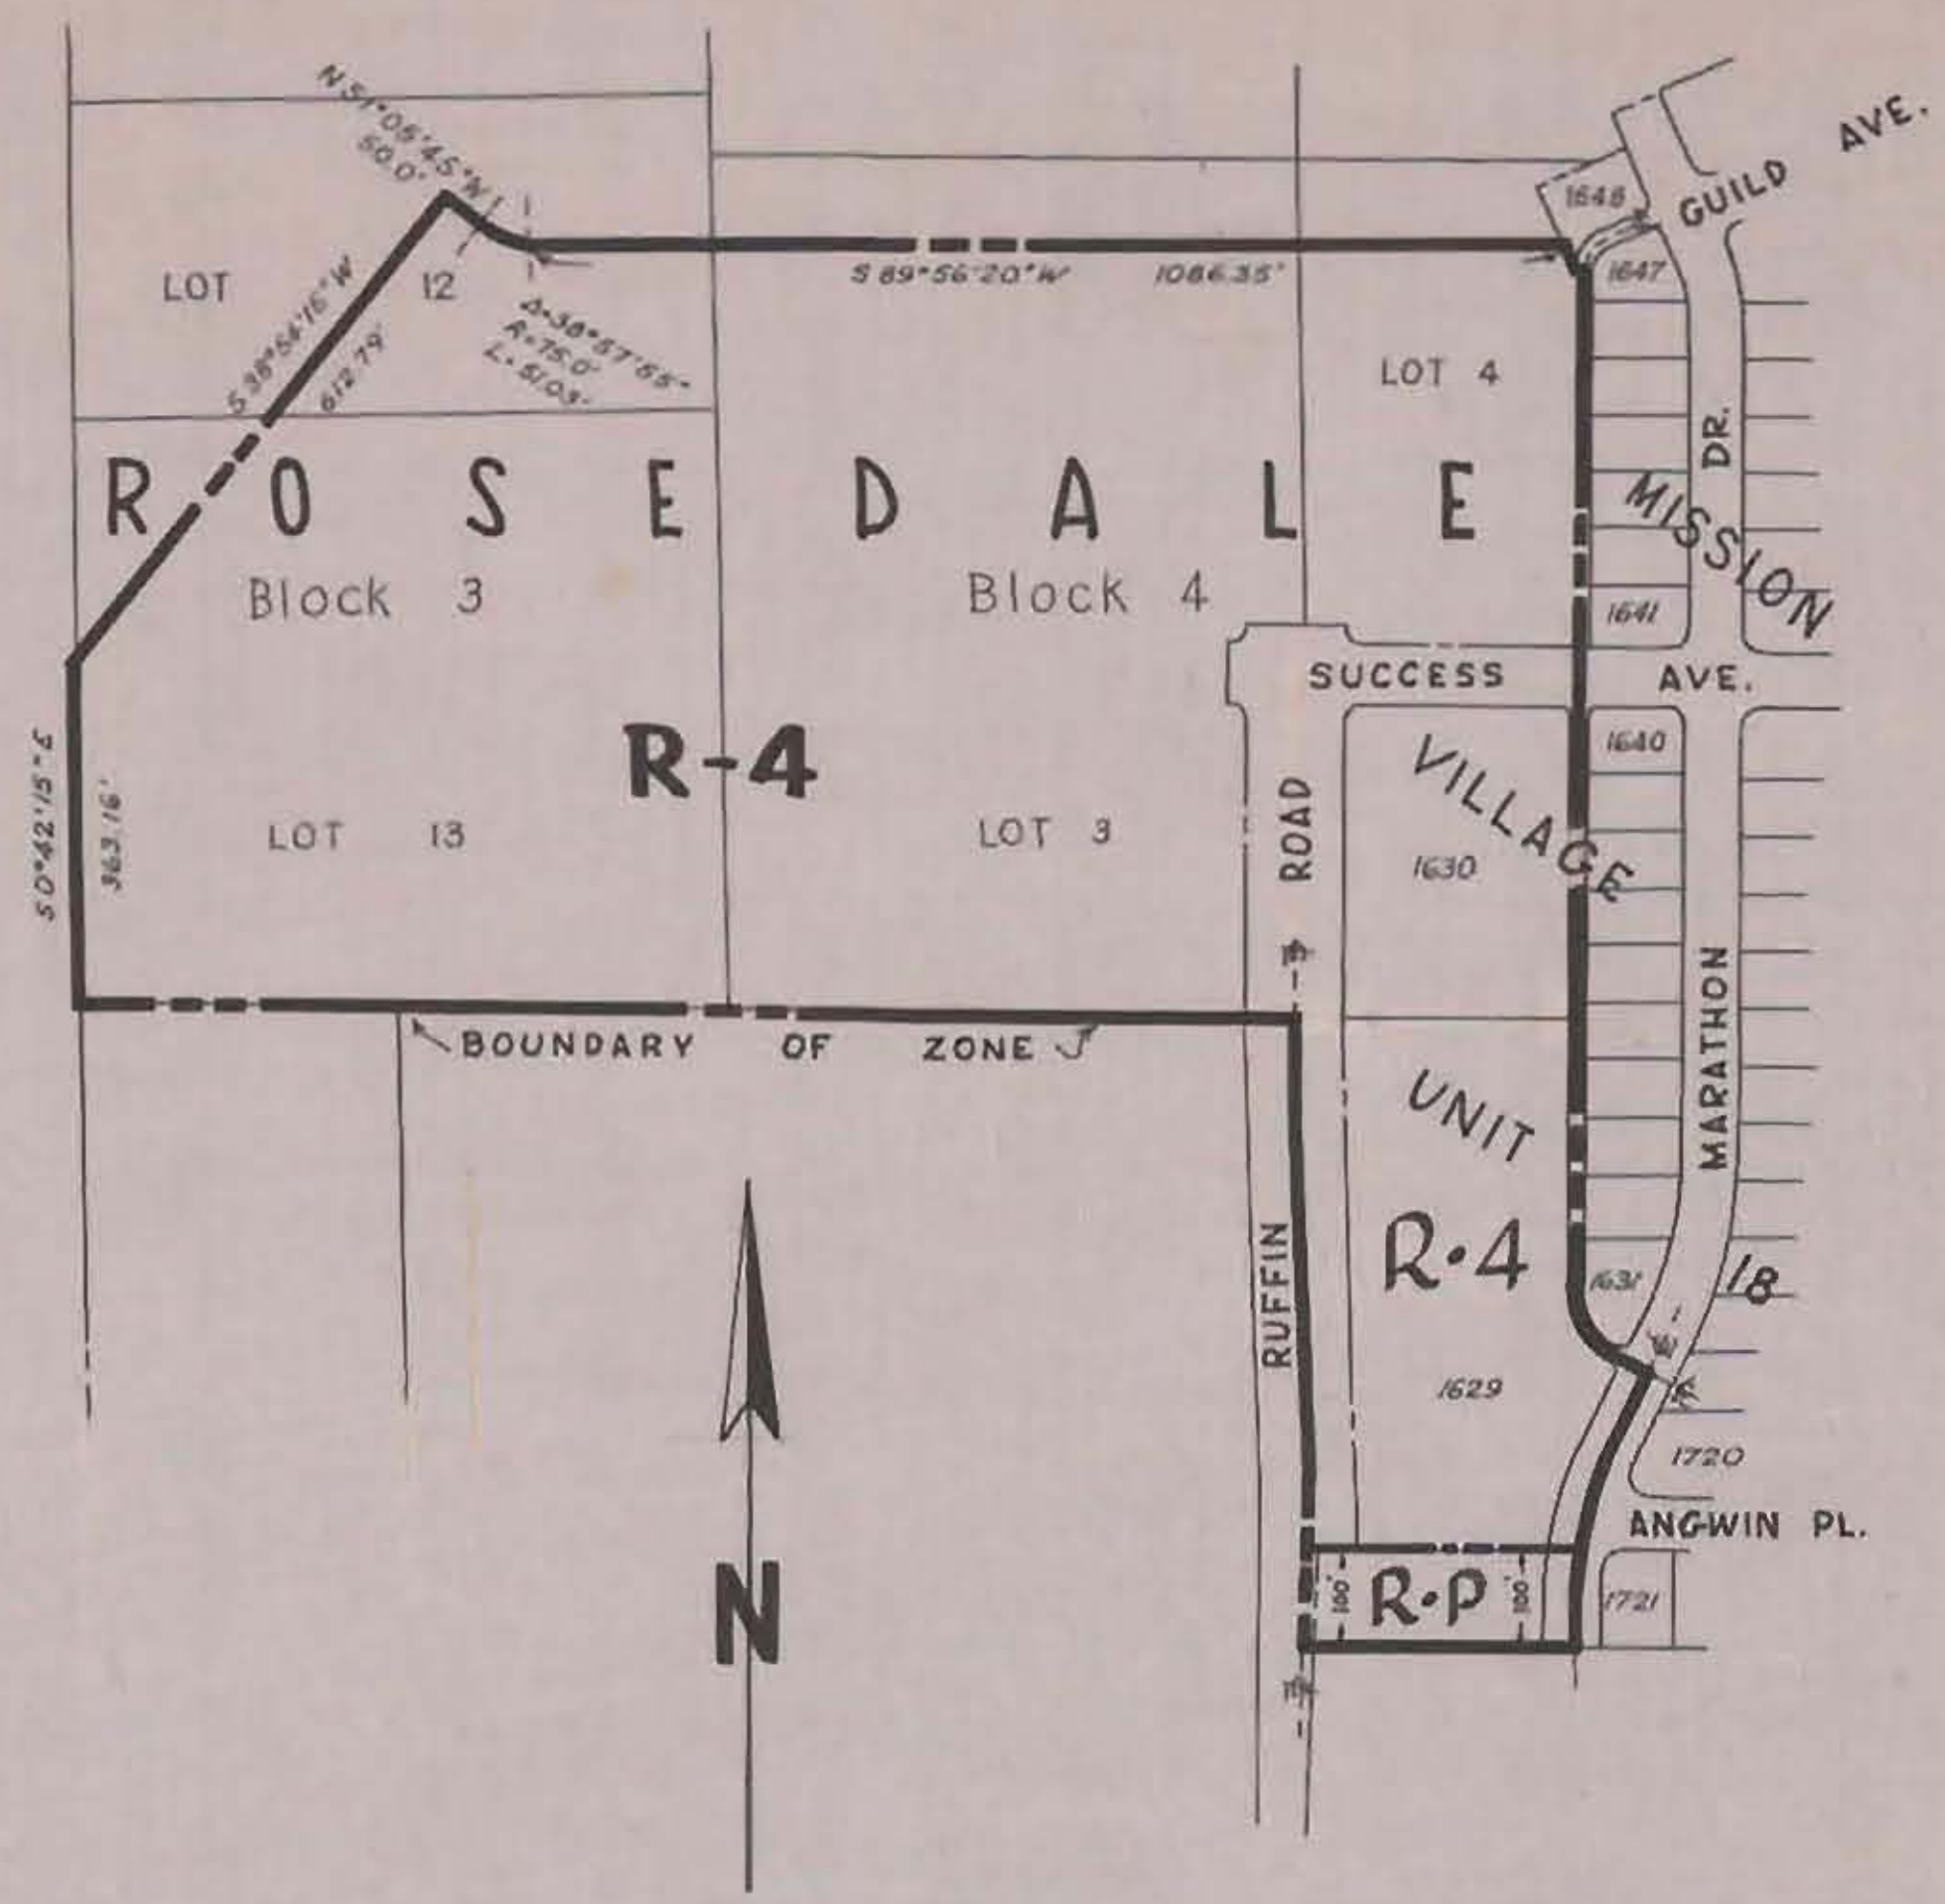 N 51°05'45" W
50.0'
GUILD AVE.
1648
LOT 12
S 38°54'15" W
612.79'
Δ=38°57'55"
R=75.0'
L=51.03'
S 89°56'20" W 1086.35'
1647
LOT 4
ROSEDALE
Block 3
Block 4
MISSION
1641
SUCCESS AVE.
S 0°42'15" E
363.16'
R-4
LOT 13
LOT 3
VILLAGE
1640
1630
RUFFIN ROAD
MARATHON DR.
BOUNDARY OF ZONE
UNIT
R-4
1631
18
1629
1720
ANGWIN PL.
N
100'
R-P
100'
1721